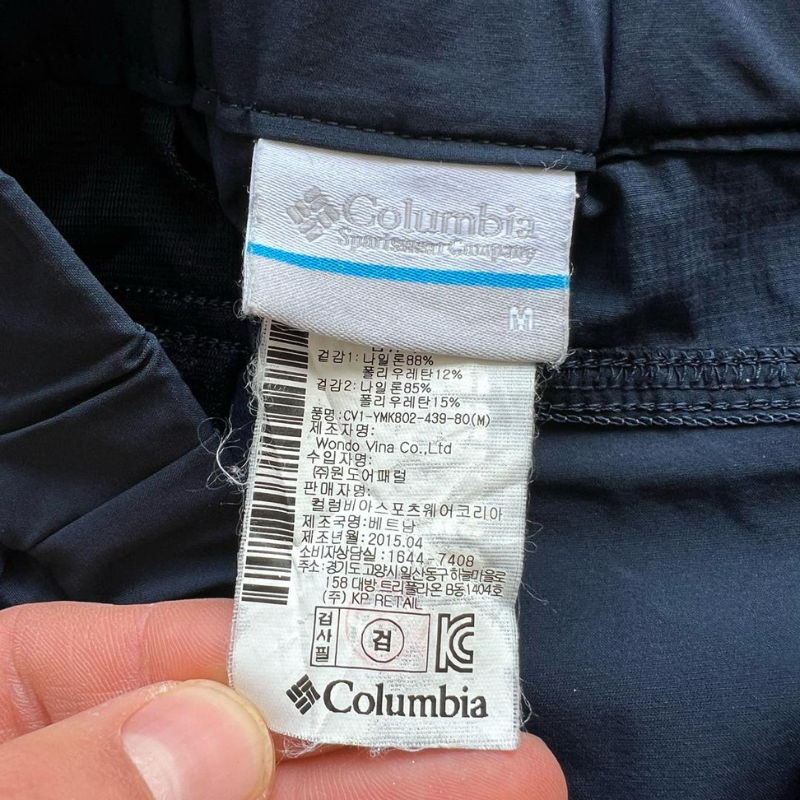 Columbia
Sportswear Company
M
겉감1:나일론88%
폴리우레탄12%
겉감2:나일론85%
폴리우레탄15%
품명:CV1-YMK802-439-80(M)
제조자명:
Wondo Vina Co.,Ltd
수입자명:
(주)원도어패럴
판매자명:
컬럼비아스포츠웨어코리아
제조국명:베트남
제조년월:2015.04
소비자상담실:1644-7408
주소:경기도고양시일산동구하늘마을로
158 대방트리플라온 B동1404호
(주) KP RETAIL
검사필
검
KC
Columbia